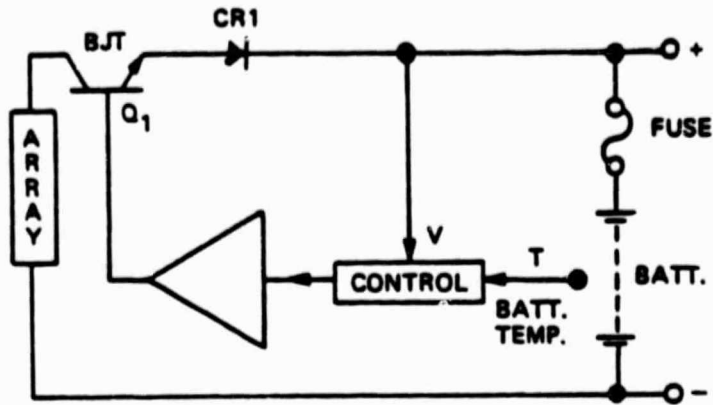 CR1
BJT
+
Q1
FUSE
ARRAY
V
T
CONTROL
BATT.
BATT.
TEMP.
−